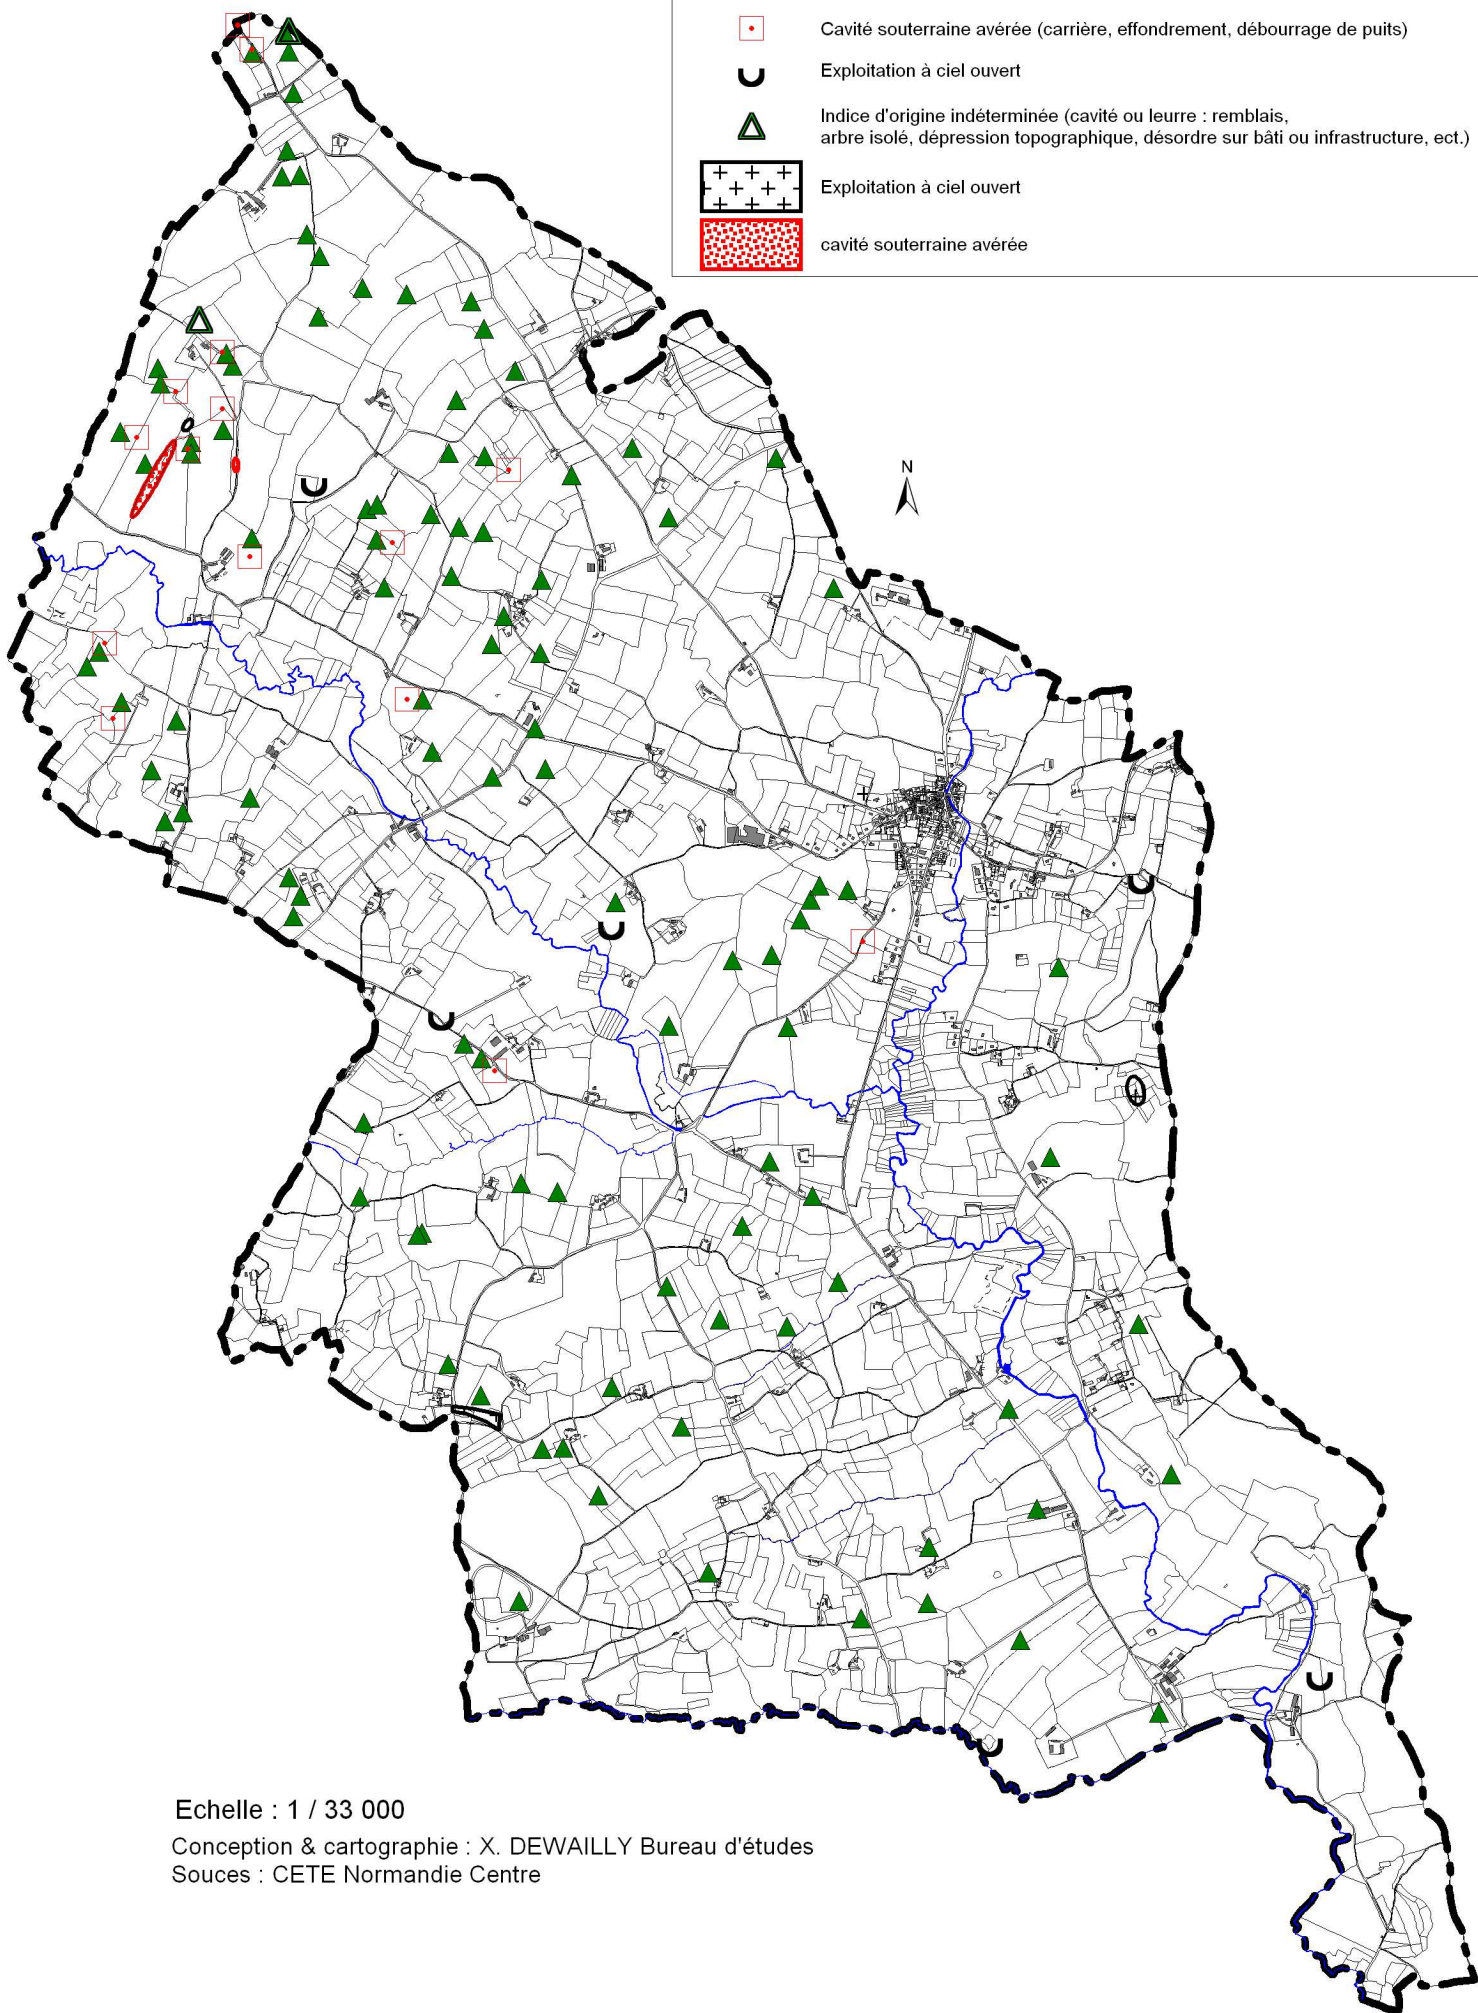 Cavité souterraine avérée (carrière, effondrement, débourrage de puits)
Exploitation à ciel ouvert
Indice d'origine indéterminée (cavité ou leurre : remblais,
arbre isolé, dépression topographique, désordre sur bâti ou infrastructure, ect.)
Exploitation à ciel ouvert
cavité souterraine avérée
N
Echelle : 1 / 33 000
Conception & cartographie : X. DEWAILLY Bureau d'études
Souces : CETE Normandie Centre